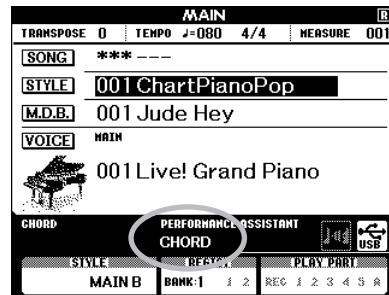 MAIN
TRANSPOSE 0 TEMPO ♩=080 4/4 MEASURE 001
SONG *** ---
STYLE 001 ChartPianoPop
M.D.B. 001 Jude Hey
VOICE MAIN
001 Live! Grand Piano
CHORD PERFORMANCE ASSISTANT
CHORD
USB
STYLE REGIST PLAY PART
MAIN B BANK:1 1 2 REC 1 2 3 4 5 A